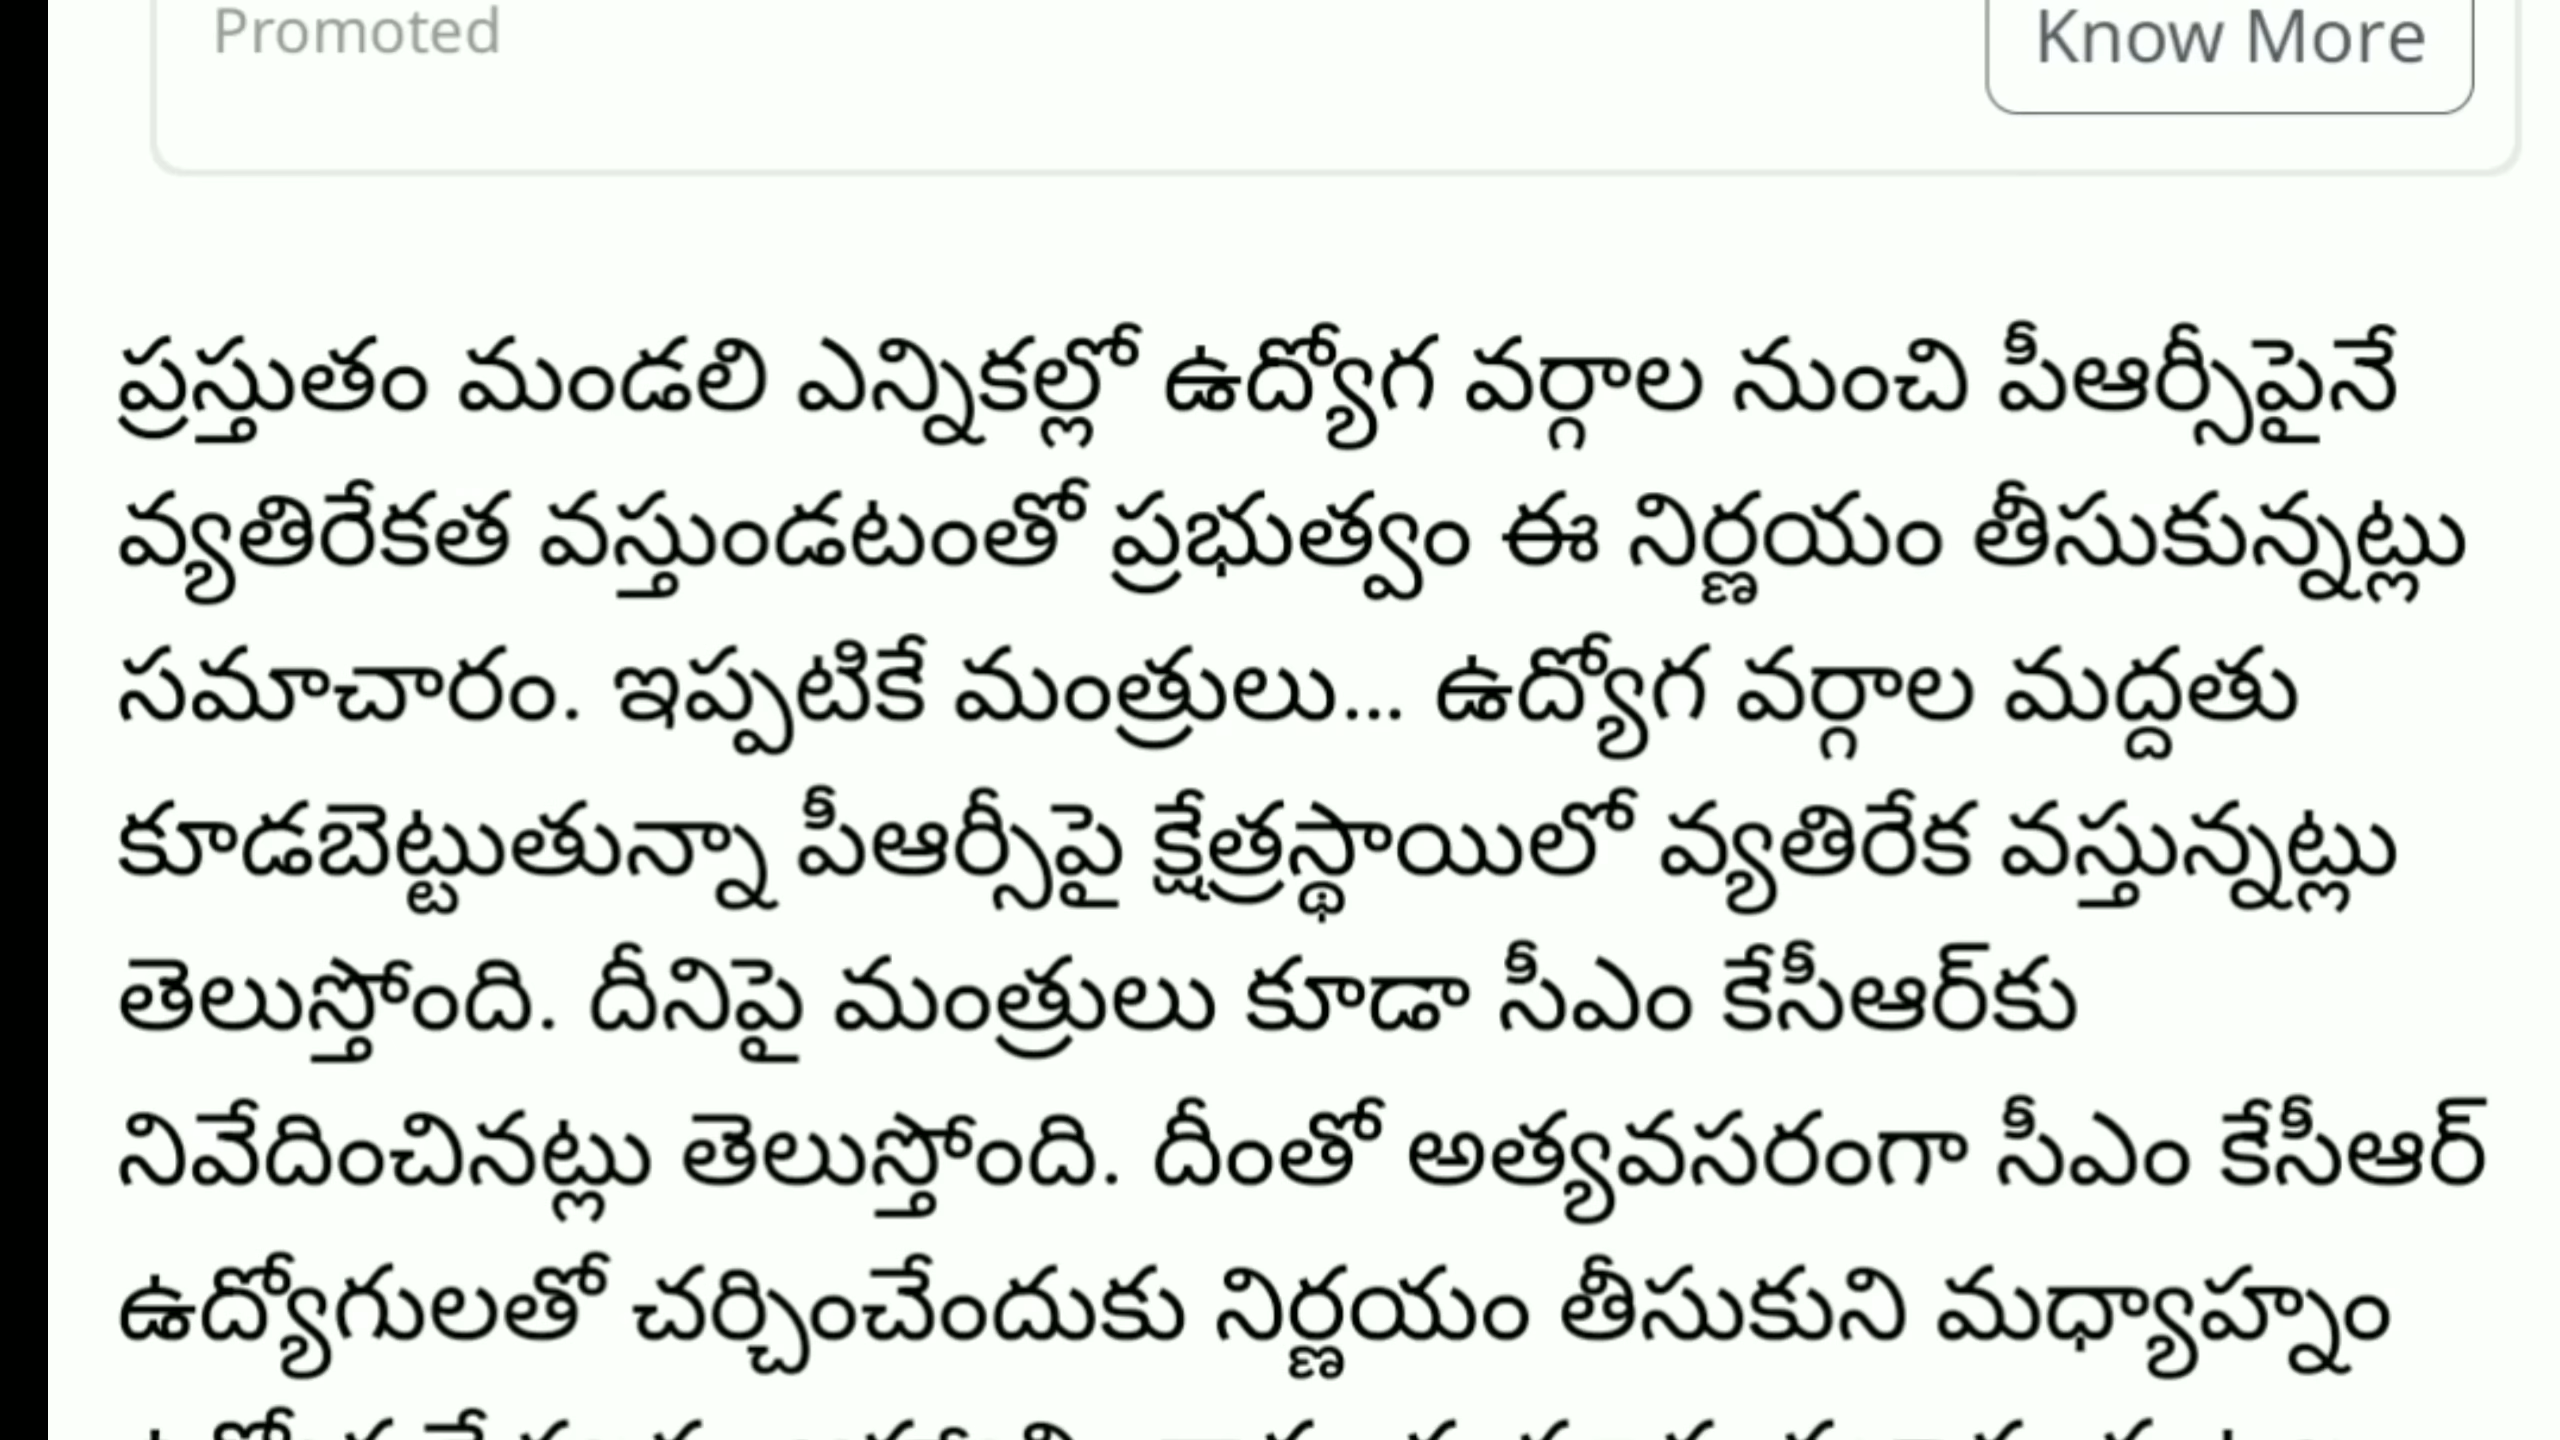 Promoted
Know More
ప్రస్తుతం మండలి ఎన్నికల్లో ఉద్యోగ వర్గాల నుంచి పీఆర్సీపైనే
వ్యతిరేకత వస్తుండటంతో ప్రభుత్వం ఈ నిర్ణయం తీసుకున్నట్లు
సమాచారం. ఇప్పటికే మంత్రులు... ఉద్యోగ వర్గాల మద్దతు
కూడబెట్టుతున్నా పీఆర్సీపై క్షేత్రస్థాయిలో వ్యతిరేక వస్తున్నట్లు
తెలుస్తోంది. దీనిపై మంత్రులు కూడా సీఎం కేసీఆర్‌కు
నివేదించినట్లు తెలుస్తోంది. దీంతో అత్యవసరంగా సీఎం కేసీఆర్
ఉద్యోగులతో చర్చించేందుకు నిర్ణయం తీసుకుని మధ్యాహ్నం